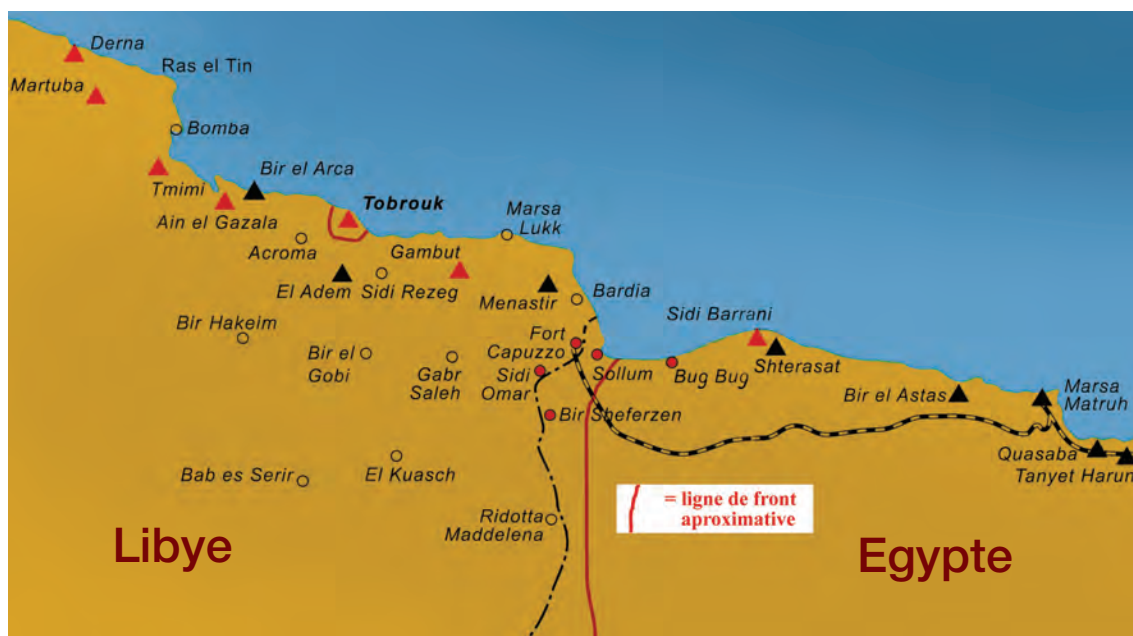 Derna
Ras el Tin
Martuba
Bomba
Bir el Arca
Tmimi
Ain el Gazala
Tobrouk
Marsa
Lukk
Acroma
Gambut
El Adem
Sidi Rezeg
Menastir
Bardia
Sidi Barrani
Bir Hakeim
Fort
Capuzzo
Bir el
Gobi
Gabr
Saleh
Sidi
Omar
Sollum
Bug Bug
Shterasat
Bir el Astas
Marsa
Matruh
Bir Sheferzen
Quasaba
Tanyet Harun
Bab es Serir
El Kuasch
Ridotta
Maddelena
= ligne de front
aproximative
Libye
Egypte